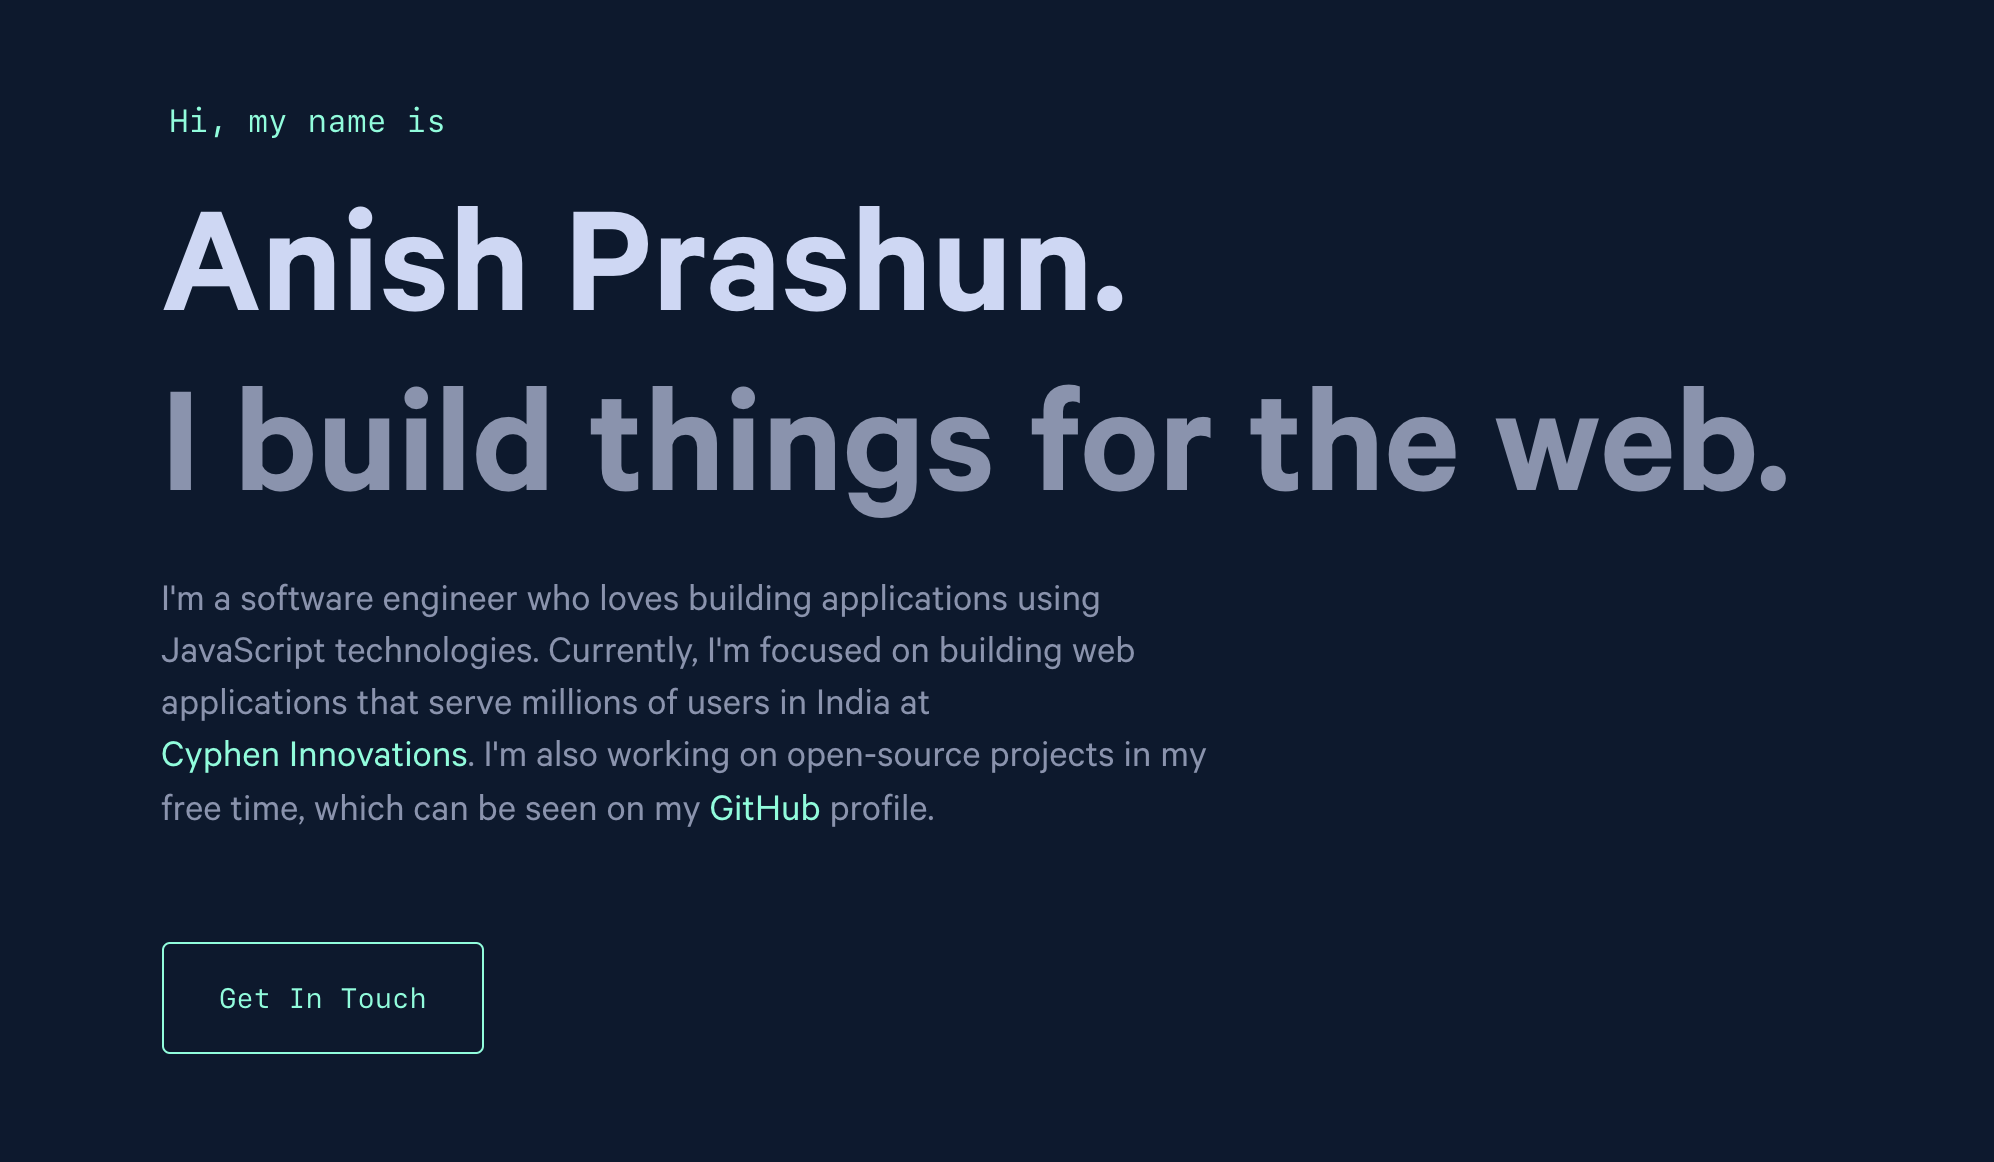 Hi, my name is
Anish Prashun.
I build things for the web.
I'm a software engineer who loves building applications using
JavaScript technologies. Currently, I'm focused on building web
applications that serve millions of users in India at
Cyphen Innovations. I'm also working on open-source projects in my
free time, which can be seen on my GitHub profile.
Get In Touch